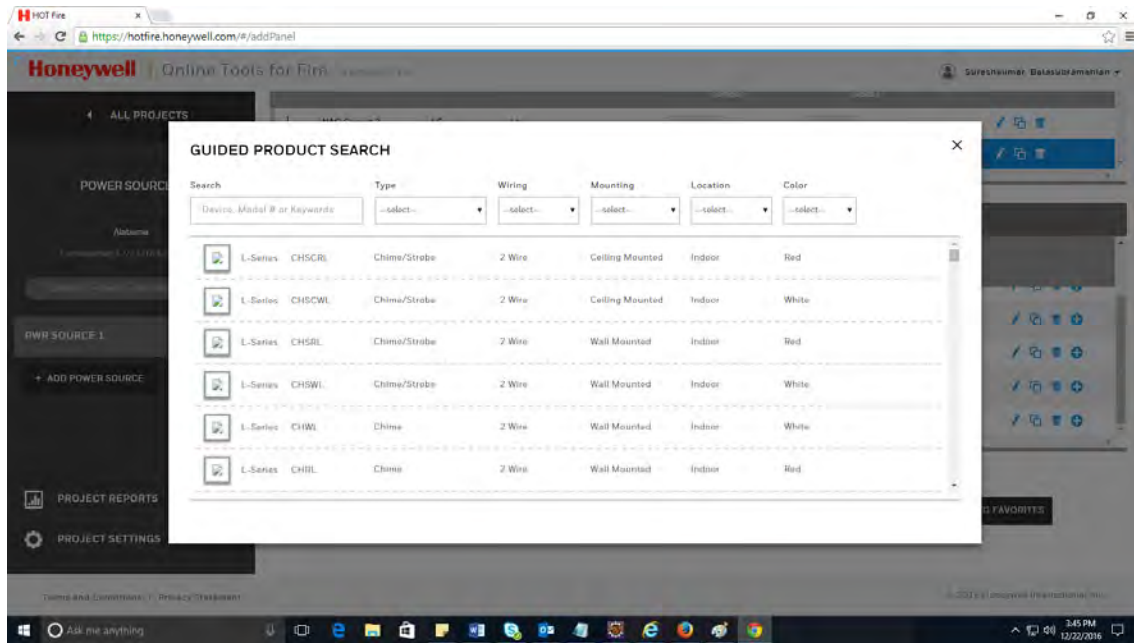 HOT Fire
https://hotfire.honeywell.com/#/addPanel
Honeywell | Online Tools for Fire
Sureshkumar Balasubramanian
ALL PROJECTS
GUIDED PRODUCT SEARCH
Search Type Wiring Mounting Location Color
Device, Model # or Keywords --select-- --select-- --select-- --select-- --select--
L-Series CHSCRL Chime/Strobe 2 Wire Ceiling Mounted Indoor Red
L-Series CHSCWL Chime/Strobe 2 Wire Ceiling Mounted Indoor White
L-Series CHSRL Chime/Strobe 2 Wire Wall Mounted Indoor Red
L-Series CHSWL Chime/Strobe 2 Wire Wall Mounted Indoor White
L-Series CHWL Chime 2 Wire Wall Mounted Indoor White
L-Series CHRL Chime 2 Wire Wall Mounted Indoor Red
POWER SOURC
Alabama
PWR SOURCE 1
+ ADD POWER SOURCE
PROJECT REPORTS
PROJECT SETTINGS
FAVORITES
Terms and Conditions | Privacy Statement
Ask me anything
3:45 PM
12/22/2016